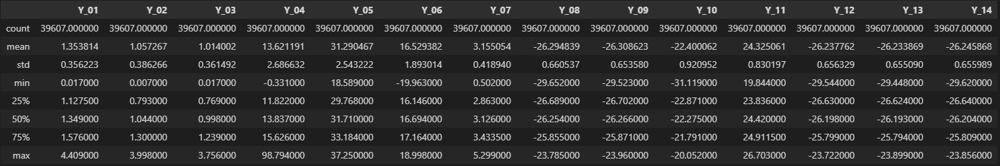 Y_01 Y_02 Y_03 Y_04 Y_05 Y_06 Y_07 Y_08 Y_09 Y_10 Y_11 Y_12 Y_13 Y_14
count 39607.000000 39607.000000 39607.000000 39607.000000 39607.000000 39607.000000 39607.000000 39607.000000 39607.000000 39607.000000 39607.000000 39607.000000 39607.000000 39607.000000
mean 1.353814 1.057267 1.014002 13.621191 31.290467 16.529382 3.155054 -26.294839 -26.308623 -22.400062 24.325061 -26.237762 -26.233869 -26.245868
std 0.356223 0.386266 0.361492 2.686632 2.543222 1.893014 0.418940 0.660537 0.653580 0.920952 0.830197 0.656329 0.655090 0.655989
min 0.017000 0.007000 0.017000 -0.331000 18.589000 -19.963000 0.502000 -29.652000 -29.523000 -31.119000 19.844000 -29.544000 -29.448000 -29.620000
25% 1.127500 0.793000 0.769000 11.822000 29.768000 16.146000 2.863000 -26.689000 -26.702000 -22.871000 23.836000 -26.630000 -26.624000 -26.640000
50% 1.349000 1.044000 0.998000 13.837000 31.710000 16.694000 3.126000 -26.254000 -26.266000 -22.275000 24.420000 -26.198000 -26.193000 -26.204000
75% 1.576000 1.300000 1.239000 15.626000 33.184000 17.164000 3.433500 -25.855000 -25.871000 -21.791000 24.911500 -25.799000 -25.794000 -25.809000
max 4.409000 3.998000 3.756000 98.794000 37.250000 18.998000 5.299000 -23.785000 -23.960000 -20.052000 26.703000 -23.722000 -23.899000 -23.856000